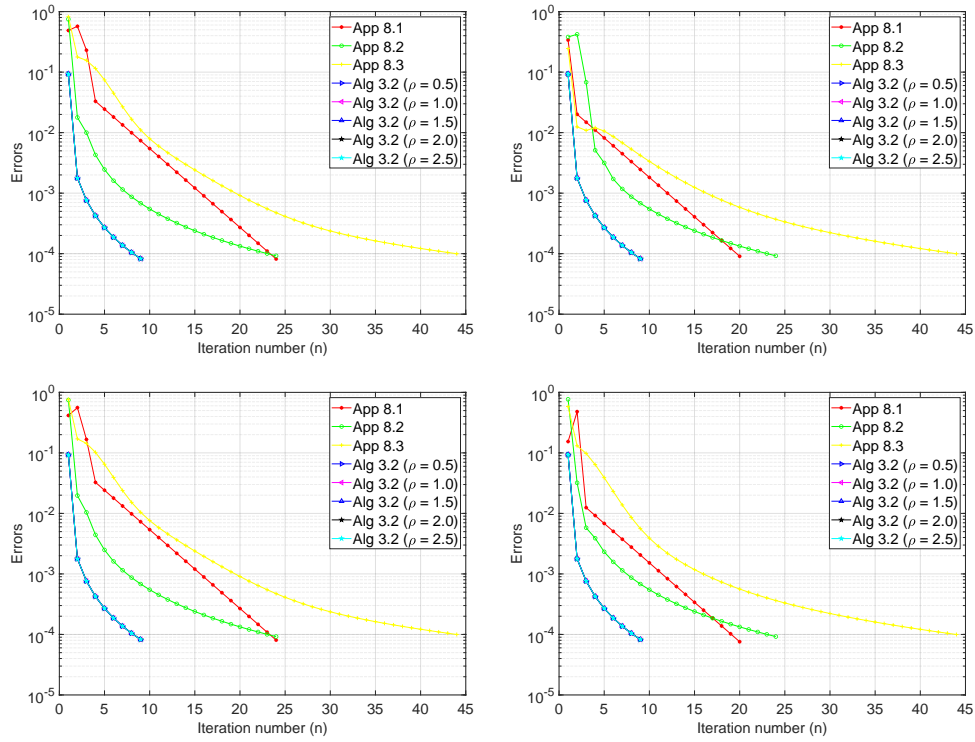 10^0
10^-1
10^-2
10^-3
10^-4
10^-5
Errors
0 5 10 15 20 25 30 35 40 45
Iteration number (n)
App 8.1
App 8.2
App 8.3
Alg 3.2 (ρ = 0.5)
Alg 3.2 (ρ = 1.0)
Alg 3.2 (ρ = 1.5)
Alg 3.2 (ρ = 2.0)
Alg 3.2 (ρ = 2.5)
10^0
10^-1
10^-2
10^-3
10^-4
10^-5
Errors
0 5 10 15 20 25 30 35 40 45
Iteration number (n)
App 8.1
App 8.2
App 8.3
Alg 3.2 (ρ = 0.5)
Alg 3.2 (ρ = 1.0)
Alg 3.2 (ρ = 1.5)
Alg 3.2 (ρ = 2.0)
Alg 3.2 (ρ = 2.5)
10^0
10^-1
10^-2
10^-3
10^-4
10^-5
Errors
0 5 10 15 20 25 30 35 40 45
Iteration number (n)
App 8.1
App 8.2
App 8.3
Alg 3.2 (ρ = 0.5)
Alg 3.2 (ρ = 1.0)
Alg 3.2 (ρ = 1.5)
Alg 3.2 (ρ = 2.0)
Alg 3.2 (ρ = 2.5)
10^0
10^-1
10^-2
10^-3
10^-4
10^-5
Errors
0 5 10 15 20 25 30 35 40 45
Iteration number (n)
App 8.1
App 8.2
App 8.3
Alg 3.2 (ρ = 0.5)
Alg 3.2 (ρ = 1.0)
Alg 3.2 (ρ = 1.5)
Alg 3.2 (ρ = 2.0)
Alg 3.2 (ρ = 2.5)